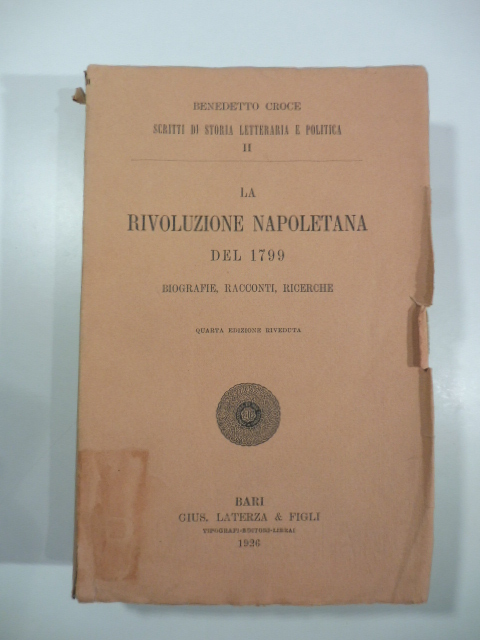 BENEDETTO CROCE
SCRITTI DI STORIA LETTERARIA E POLITICA
II
LA
RIVOLUZIONE NAPOLETANA
DEL 1799
BIOGRAFIE, RACCONTI, RICERCHE
QUARTA EDIZIONE RIVEDUTA
BARI
GIUS. LATERZA & FIGLI
TIPOGRAFI-EDITORI-LIBRAI
1926